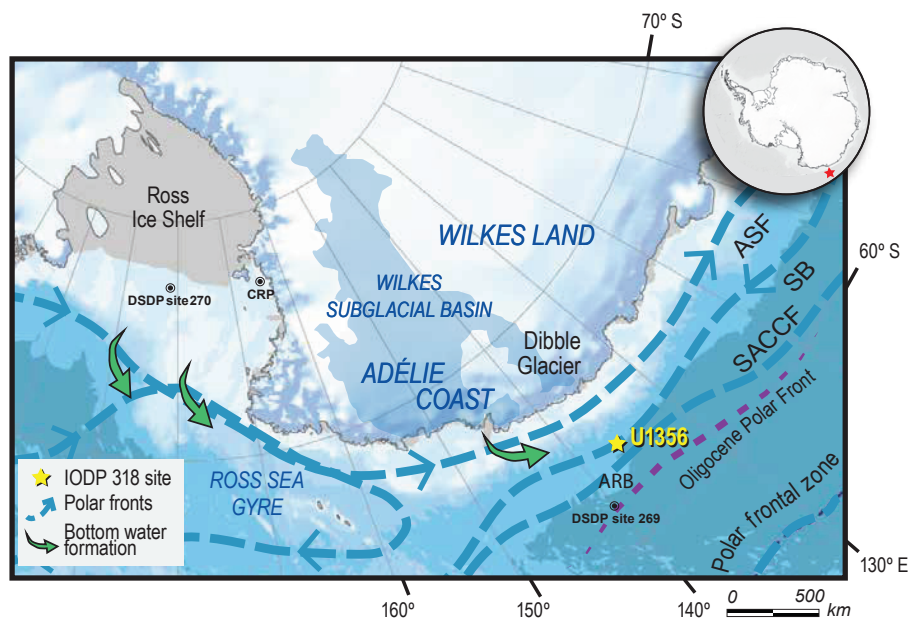 70º S
Ross
Ice Shelf
WILKES LAND
ASF
60º S
DSDP site 270
CRP
WILKES
SUBGLACIAL BASIN
SB
Dibble
Glacier
SACCF
ADÉLIE
COAST
U1356
Oligocene Polar Front
IODP 318 site
Polar fronts
Bottom water
formation
ROSS SEA
GYRE
ARB
DSDP site 269
Polar frontal zone
130º E
160º
150º
140º
0 500
km